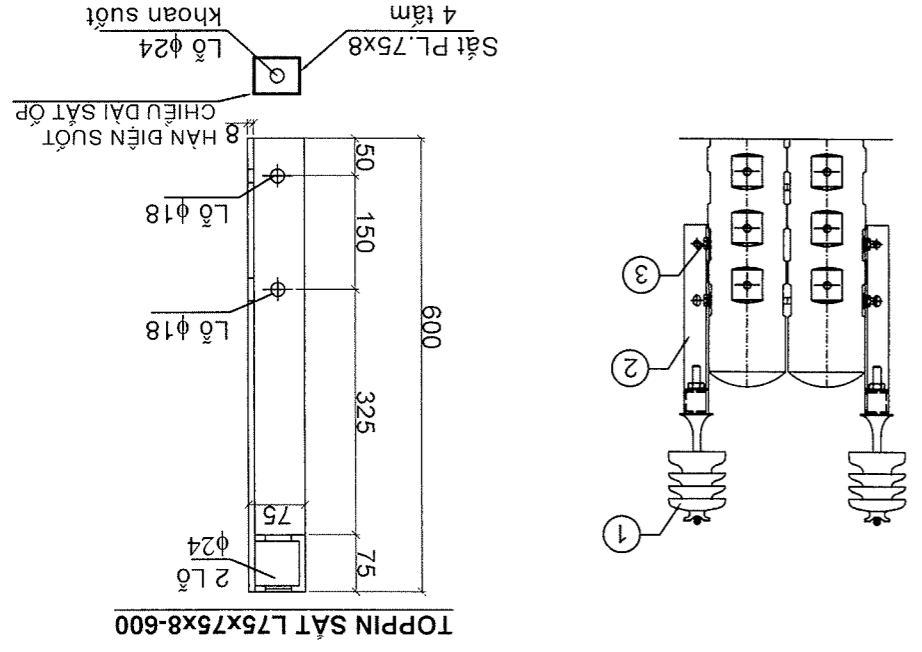 1
2
3
TOPPIN SẮT L75x75x8-600
75
2 Lỗ
ϕ24
75
325
600
Lỗ ϕ18
150
Lỗ ϕ18
50
8
HÀN ĐIỆN SUỐT
CHIỀU DÀI SẮT ỐP
Sắt PL.75x8
4 tấm
Lỗ ϕ24
khoan suốt